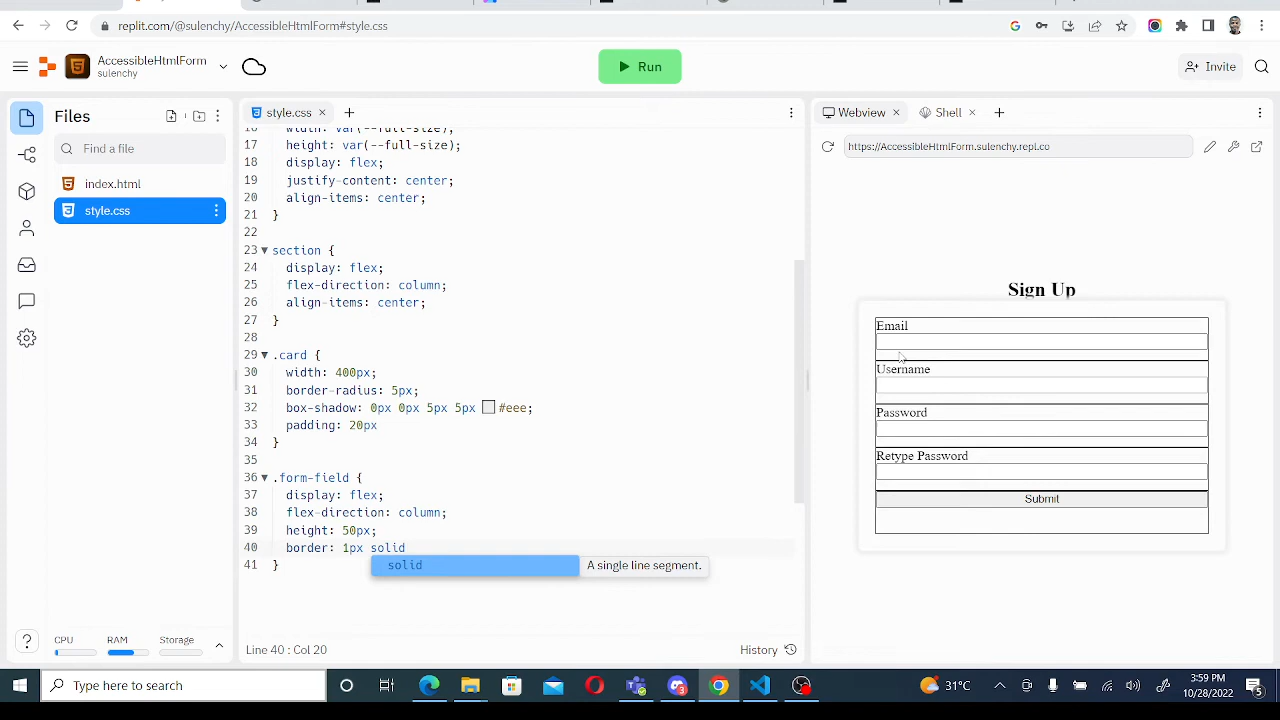 replit.com/@sulenchy/AccessibleHtmlForm#style.css
AccessibleHtmlForm
sulenchy
Run
Invite
Files
Find a file
index.html
style.css
CPU
RAM
Storage
style.css
16 width: var(--full-size);
17 height: var(--full-size);
18 display: flex;
19 justify-content: center;
20 align-items: center;
21 }
22
23 section {
24 display: flex;
25 flex-direction: column;
26 align-items: center;
27 }
28
29 .card {
30 width: 400px;
31 border-radius: 5px;
32 box-shadow: 0px 0px 5px 5px #eee;
33 padding: 20px
34 }
35
36 .form-field {
37 display: flex;
38 flex-direction: column;
39 height: 50px;
40 border: 1px solid
41 }
solid
A single line segment.
Line 40 : Col 20
History
Webview
Shell
https://AccessibleHtmlForm.sulenchy.repl.co
Sign Up
Email
Username
Password
Retype Password
Submit
Type here to search
31°C
3:59 PM
10/28/2022